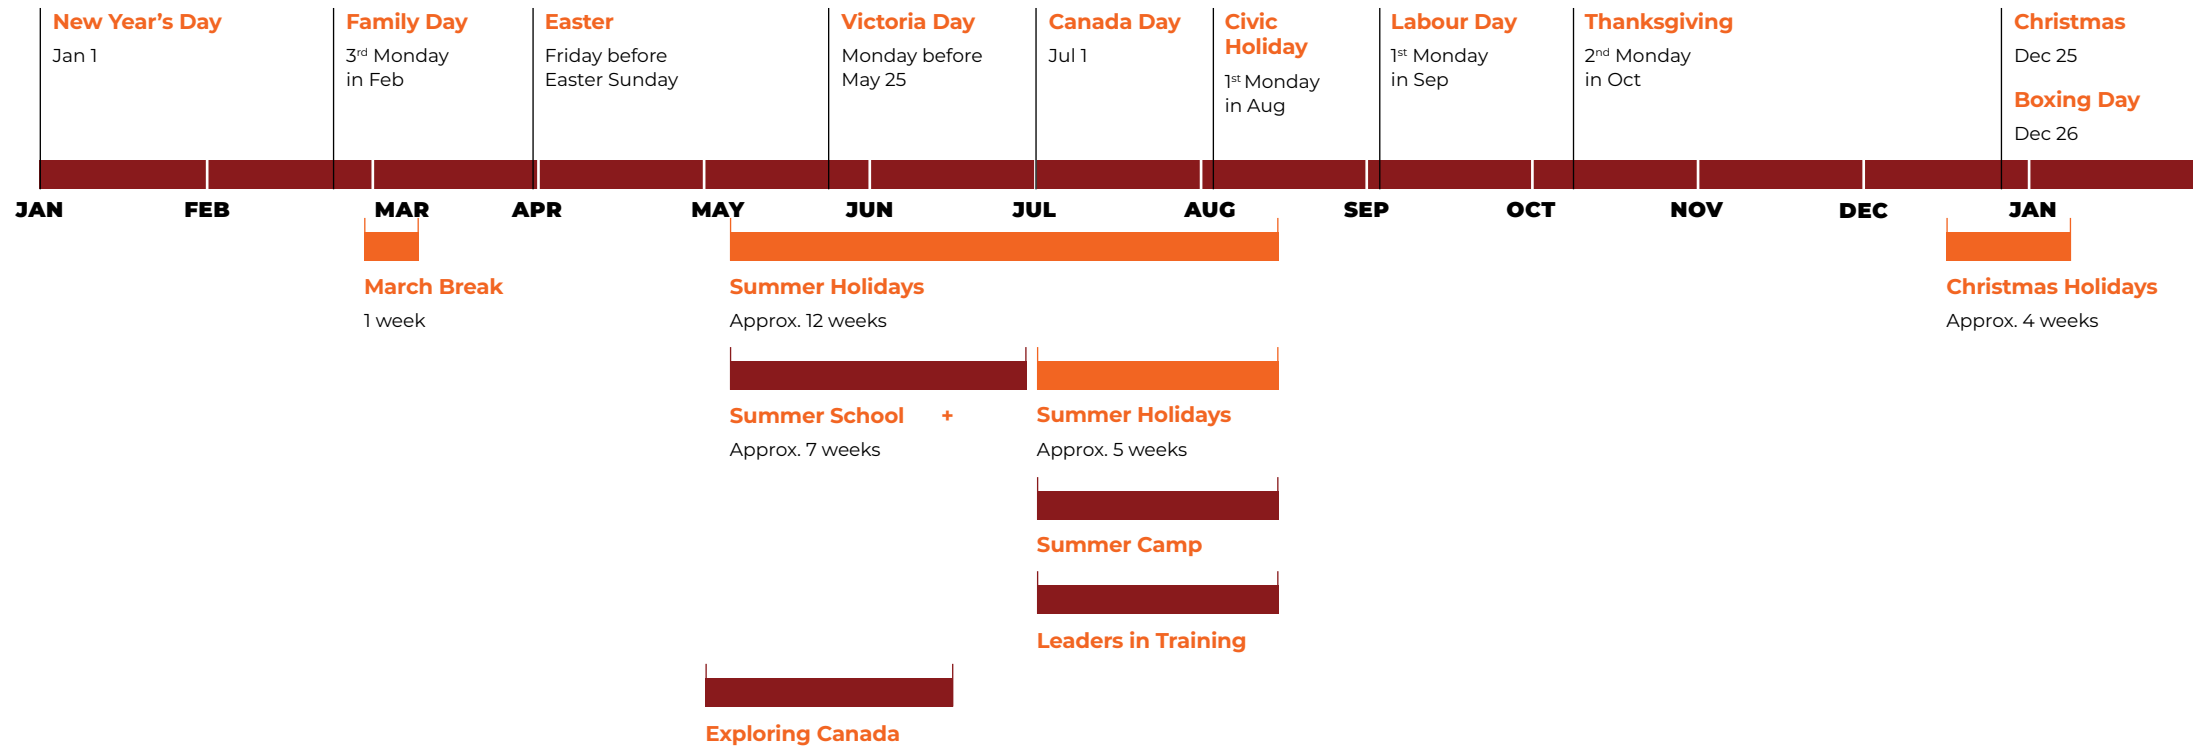 New Year's Day
Jan 1
Family Day
3rd Monday
in Feb
Easter
Friday before
Easter Sunday
Victoria Day
Monday before
May 25
Canada Day
Jul 1
Civic
Holiday
1st Monday
in Aug
Labour Day
1st Monday
in Sep
Thanksgiving
2nd Monday
in Oct
Christmas
Dec 25
Boxing Day
Dec 26
JAN FEB MAR APR MAY JUN JUL AUG SEP OCT NOV DEC JAN
March Break
1 week
Summer Holidays
Approx. 12 weeks
Christmas Holidays
Approx. 4 weeks
Summer School +
Approx. 7 weeks
Summer Holidays
Approx. 5 weeks
Summer Camp
Leaders in Training
Exploring Canada